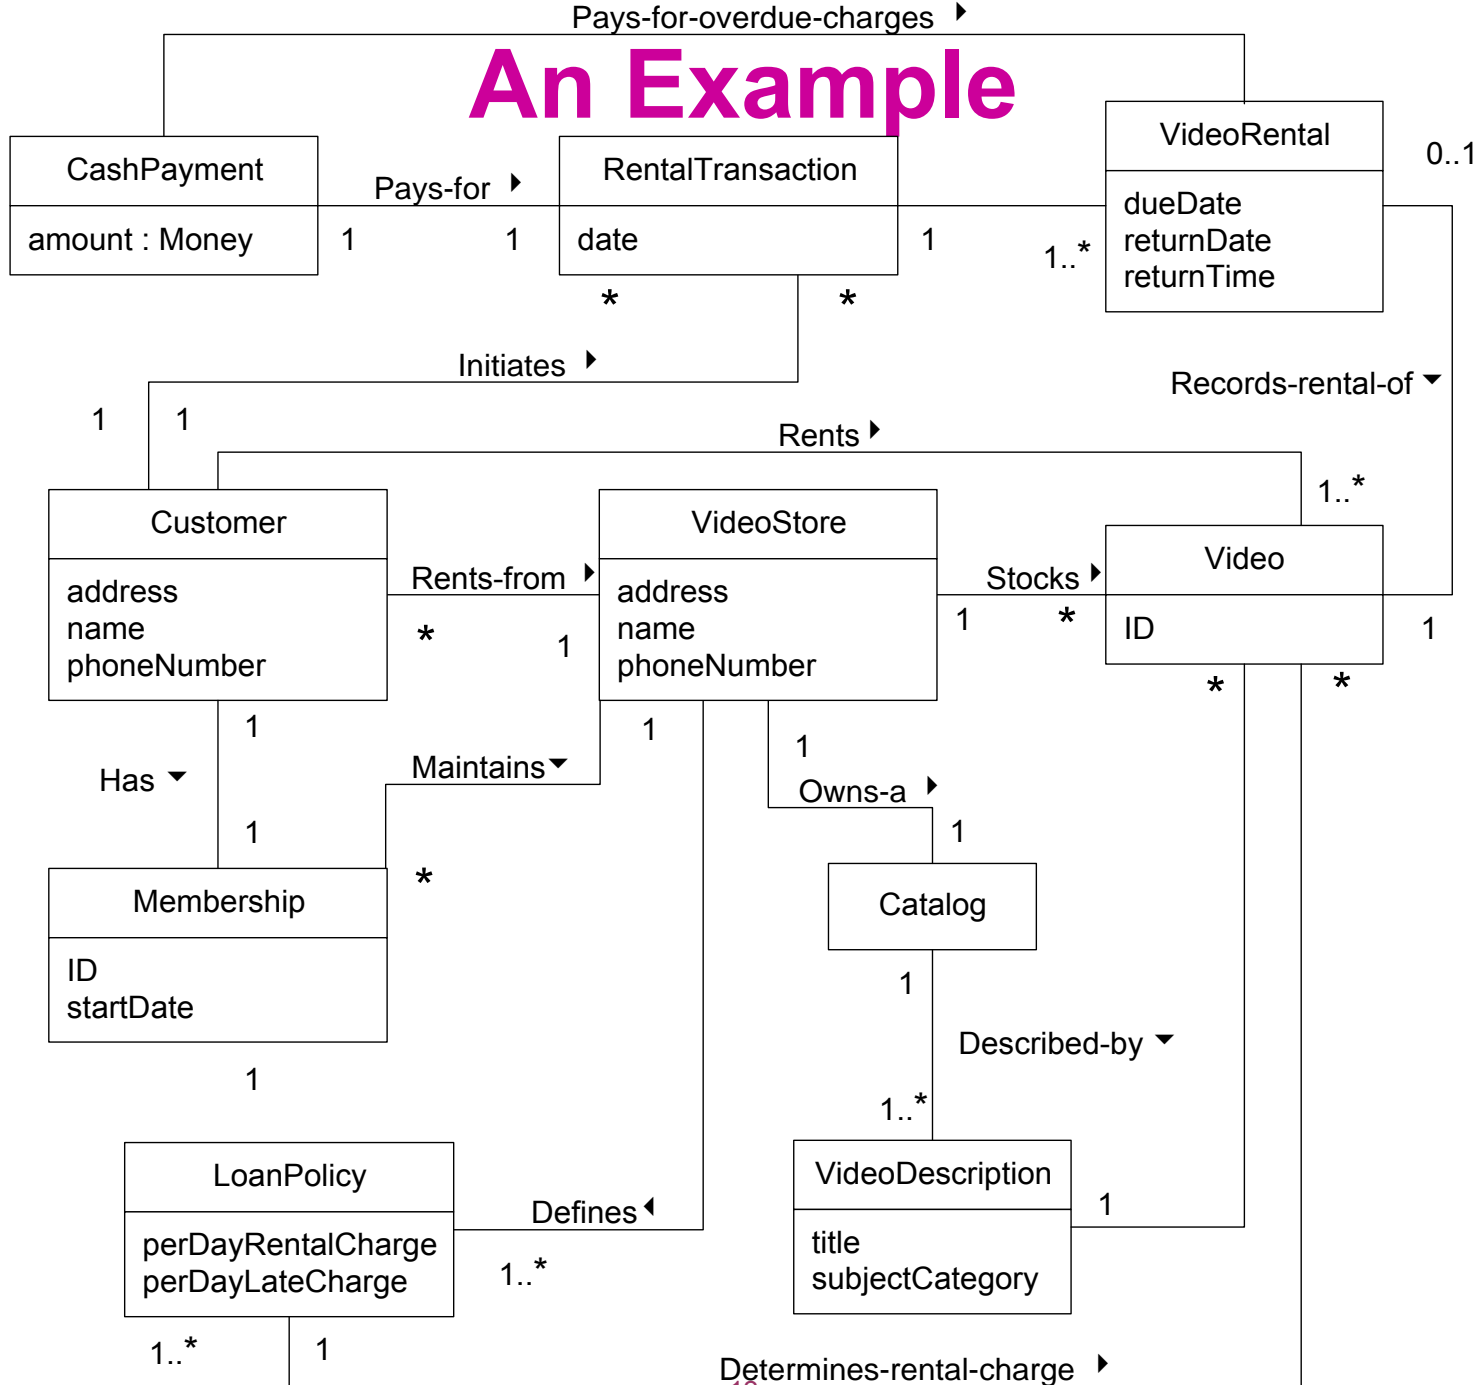 Pays-for-overdue-charges
An Example
CashPayment
amount : Money
Pays-for
1
1
RentalTransaction
date
1
1..*
VideoRental
dueDate
returnDate
returnTime
0..1
*
*
Initiates
1
1
Records-rental-of
Rents
1..*
Customer
address
name
phoneNumber
Rents-from
*
1
VideoStore
address
name
phoneNumber
Stocks
1
*
Video
ID
1
*
*
1
Has
1
Maintains
*
1
1
Owns-a
1
Membership
ID
startDate
1
Catalog
1
Described-by
1..*
LoanPolicy
perDayRentalCharge
perDayLateCharge
Defines
1..*
VideoDescription
title
subjectCategory
1
1..*
1
Determines-rental-charge